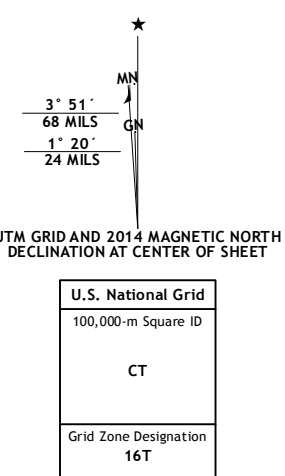 MN
3° 51´
68 MILS
GN
1° 20´
24 MILS
UTM GRID AND 2014 MAGNETIC NORTH
DECLINATION AT CENTER OF SHEET
U.S. National Grid
100,000-m Square ID
CT
Grid Zone Designation
16T